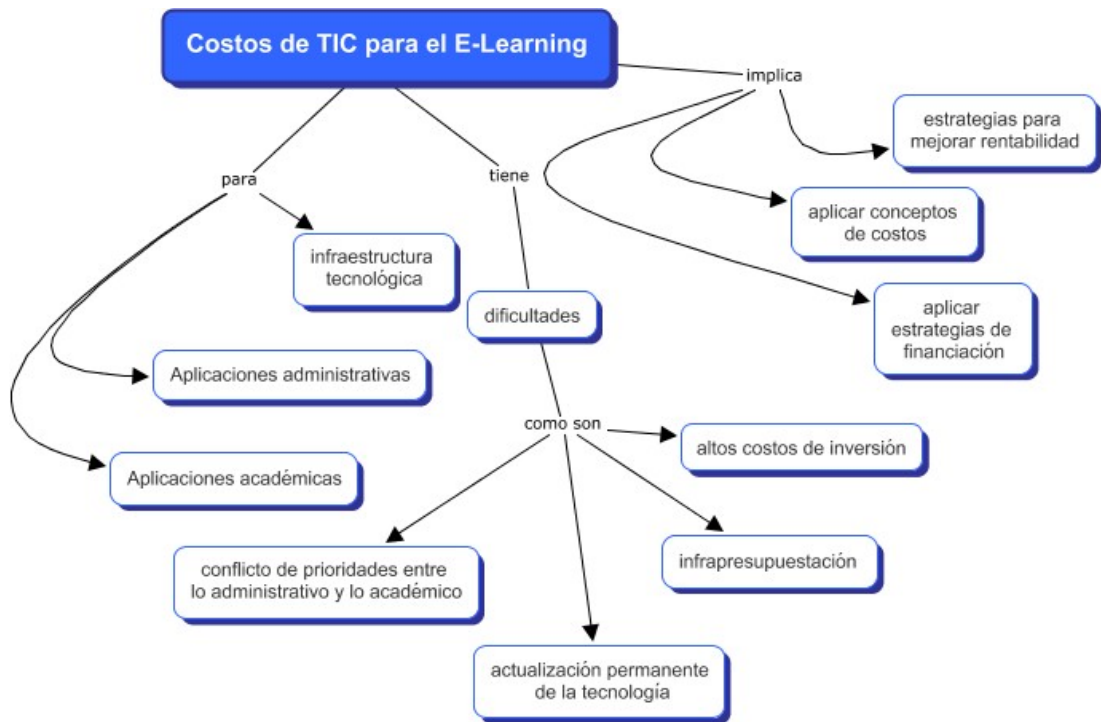 Costos de TIC para el E-Learning
implica
estrategias para
mejorar rentabilidad
para
tiene
aplicar conceptos
de costos
infraestructura
tecnológica
dificultades
aplicar
estrategias de
financiación
Aplicaciones administrativas
como son
altos costos de inversión
Aplicaciones académicas
conflicto de prioridades entre
lo administrativo y lo académico
infrapresupuestación
actualización permanente
de la tecnología